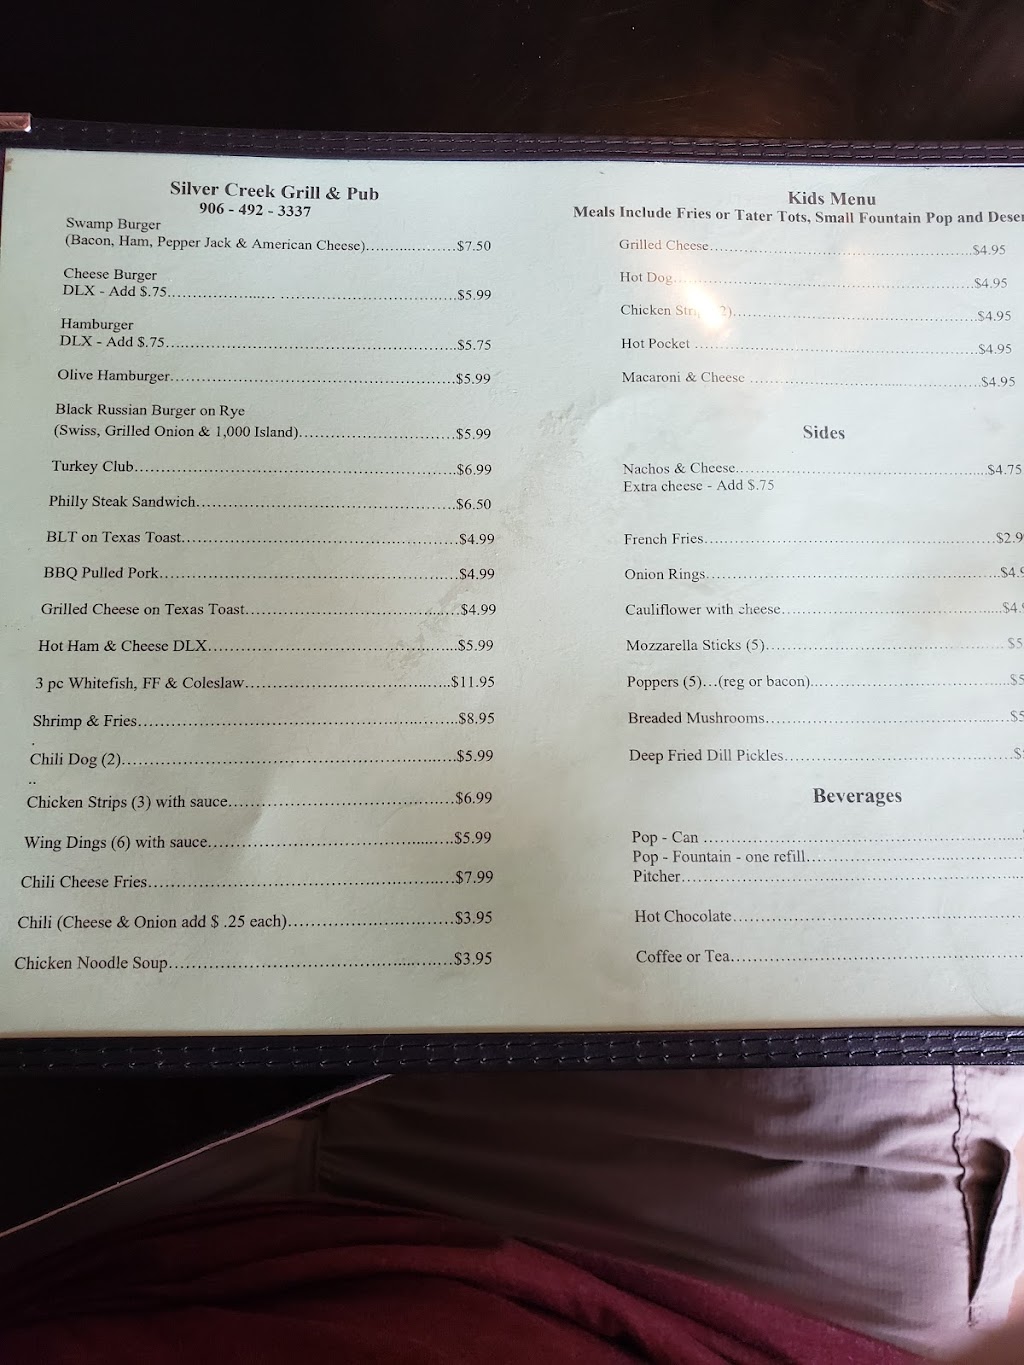 Silver Creek Grill & Pub
906 - 492 - 3337
Swamp Burger
(Bacon, Ham, Pepper Jack & American Cheese).....................$7.50
Cheese Burger
DLX - Add $.75...................... ..........................................$5.99
Hamburger
DLX - Add $.75......................................................................$5.75
Olive Hamburger....................................................................$5.99
Black Russian Burger on Rye
(Swiss, Grilled Onion & 1,000 Island)......................................$5.99
Turkey Club...........................................................................$6.99
Philly Steak Sandwich............................................................$6.50
BLT on Texas Toast...............................................................$4.99
BBQ Pulled Pork...................................................................$4.99
Grilled Cheese on Texas Toast................................................$4.99
Hot Ham & Cheese DLX........................................................$5.99
3 pc Whitefish, FF & Coleslaw...............................................$11.95
Shrimp & Fries......................................................................$8.95
.
Chili Dog (2).........................................................................$5.99
..
Chicken Strips (3) with sauce..................................................$6.99
Wing Dings (6) with sauce.....................................................$5.99
Chili Cheese Fries.................................................................$7.99
Chili (Cheese & Onion add $ .25 each)....................................$3.95
Chicken Noodle Soup............................................................$3.95
Kids Menu
Meals Include Fries or Tater Tots, Small Fountain Pop and
Grilled Cheese.............................................................$4.95
Hot Dog......................................................................$4.95
Chicken 2)...................................................$4.95
Hot Pocket ..................................................................$4.95
Macaroni & Cheese ......................................................$4.95
Sides
Nachos & Cheese.........................................................$4.75
Extra cheese - Add $.75
French Fries.................................................................
Onion Rings.................................................................
Cauliflower with cheese................................................
Mozzarella Sticks (5).....................................................
Poppers (5)...(reg or bacon)............................................
Breaded Mushrooms.....................................................
Deep Fried Dill Pickles..................................................
Beverages
Pop - Can ....................................................................
Pop - Fountain - one refill..............................................
Pitcher.........................................................................
Hot Chocolate...............................................................
Coffee or Tea................................................................